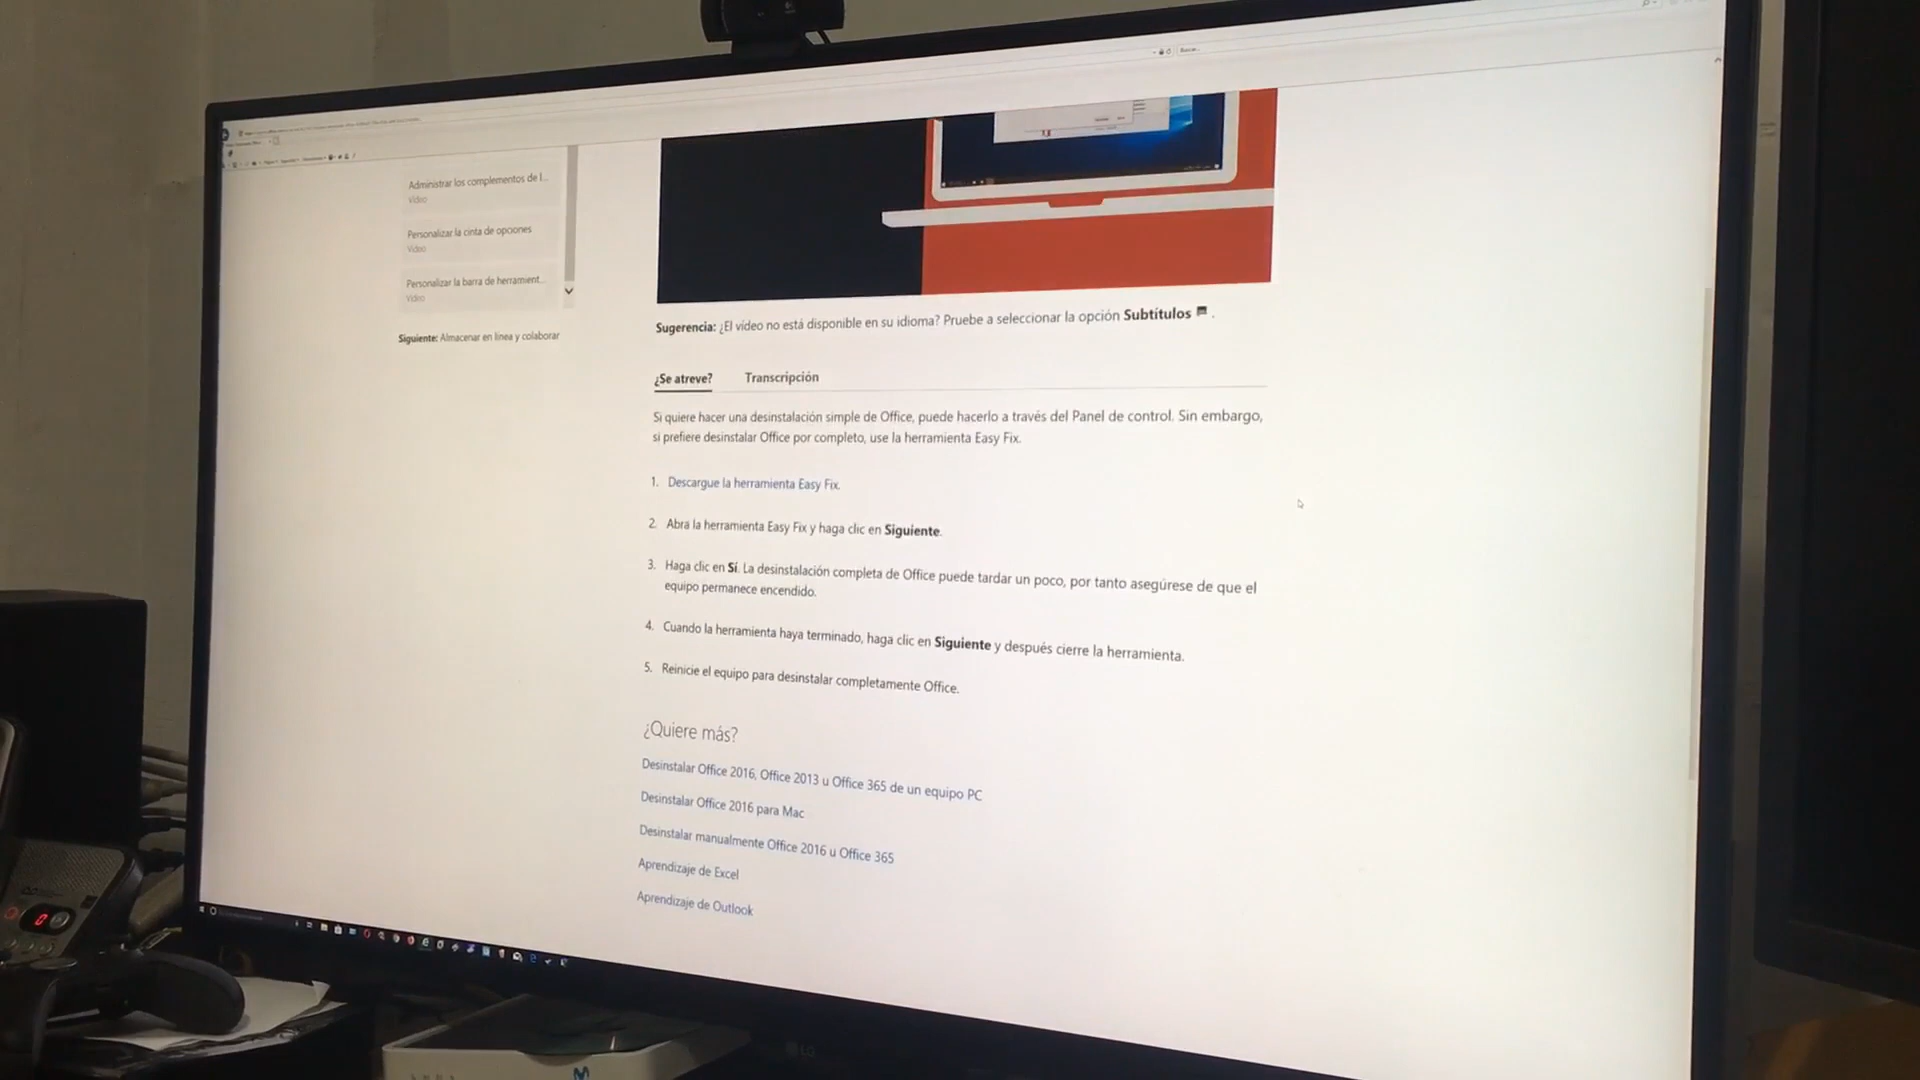 Administrar los complementos de l...
Vídeo
Personalizar la cinta de opciones
Vídeo
Personalizar la barra de herramient...
Vídeo
Siguiente: Almacenar en línea y colaborar
Sugerencia: ¿El vídeo no está disponible en su idioma? Pruebe a seleccionar la opción Subtítulos .
¿Se atreve? Transcripción
Si quiere hacer una desinstalación simple de Office, puede hacerlo a través del Panel de control. Sin embargo,
si prefiere desinstalar Office por completo, use la herramienta Easy Fix.
1. Descargue la herramienta Easy Fix.
2. Abra la herramienta Easy Fix y haga clic en Siguiente.
3. Haga clic en Sí. La desinstalación completa de Office puede tardar un poco, por tanto asegúrese de que el
equipo permanece encendido.
4. Cuando la herramienta haya terminado, haga clic en Siguiente y después cierre la herramienta.
5. Reinicie el equipo para desinstalar completamente Office.
¿Quiere más?
Desinstalar Office 2016, Office 2013 u Office 365 de un equipo PC
Desinstalar Office 2016 para Mac
Desinstalar manualmente Office 2016 u Office 365
Aprendizaje de Excel
Aprendizaje de Outlook
LG
0